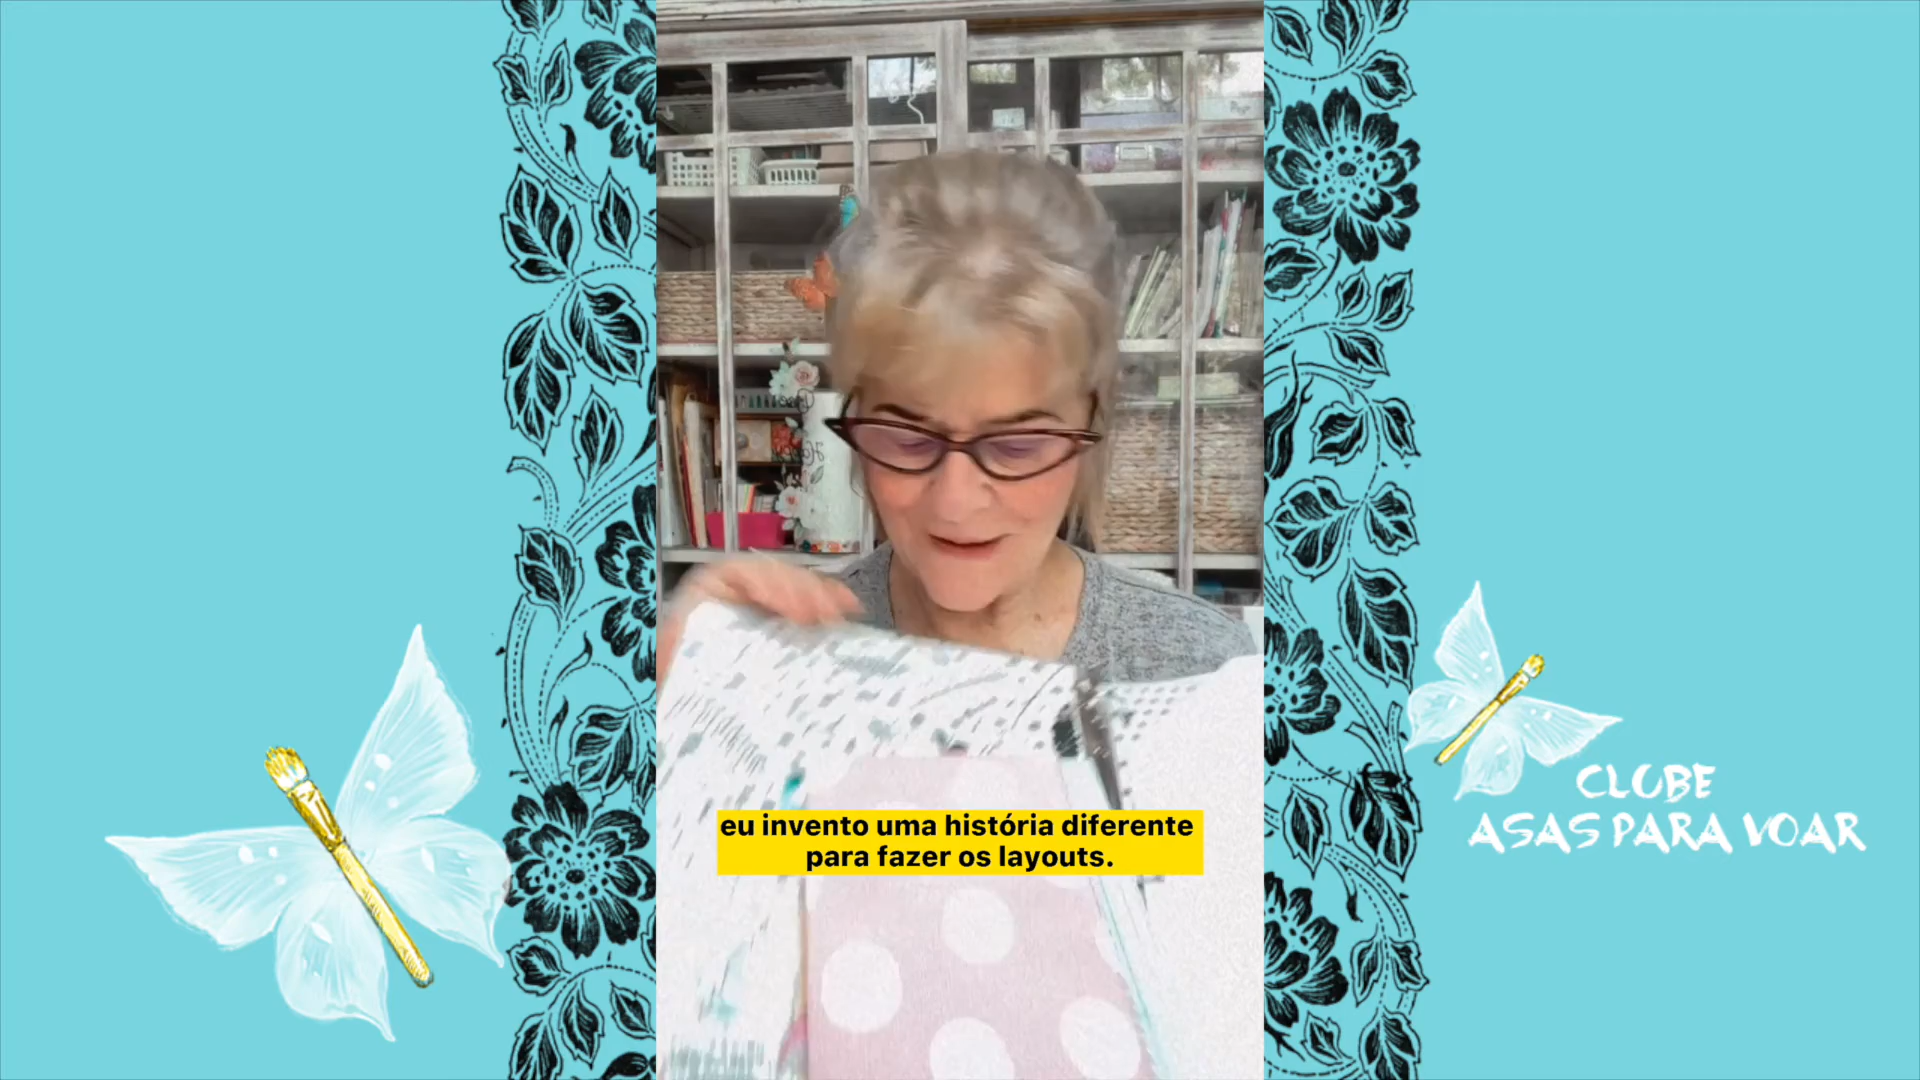 eu invento uma história diferente
para fazer os layouts.
CLUBE
ASAS PARA VOAR